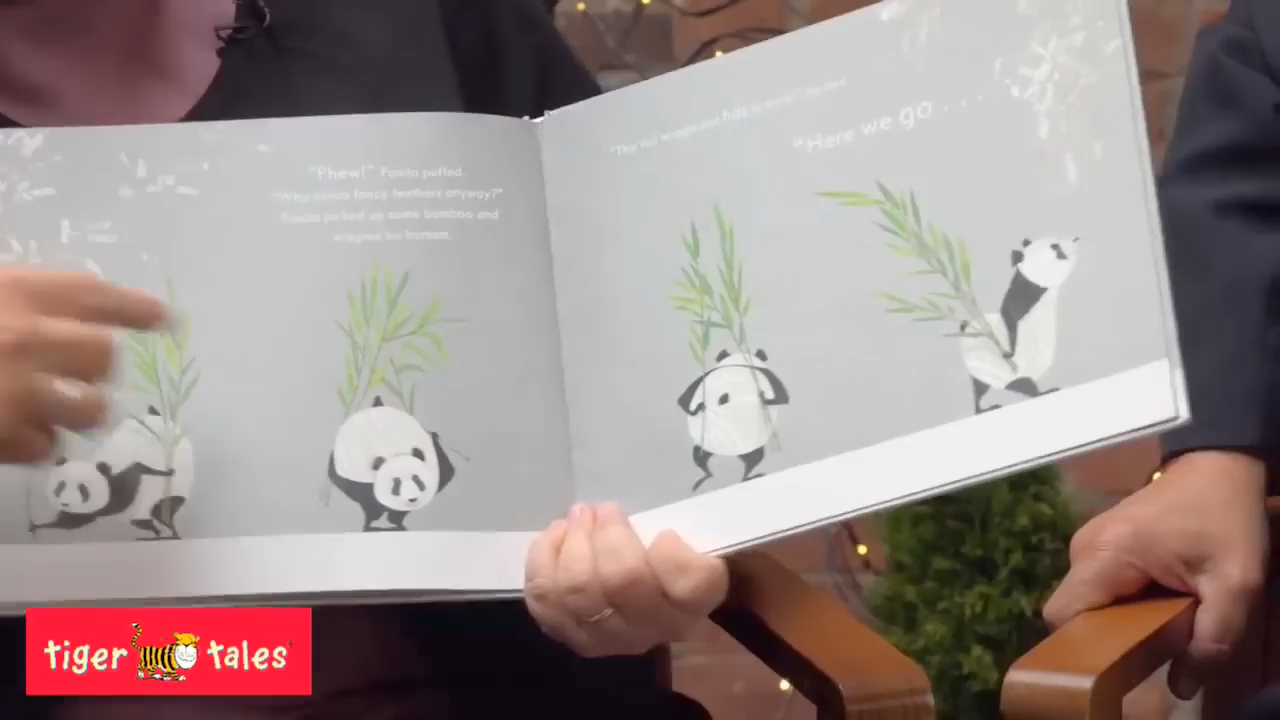 "Phew!" Panda puffed.
"Who needs fancy feathers anyway?"
Panda picked up some bamboo and
wiggled his bottom.
"Here we go . . . .
tiger tales